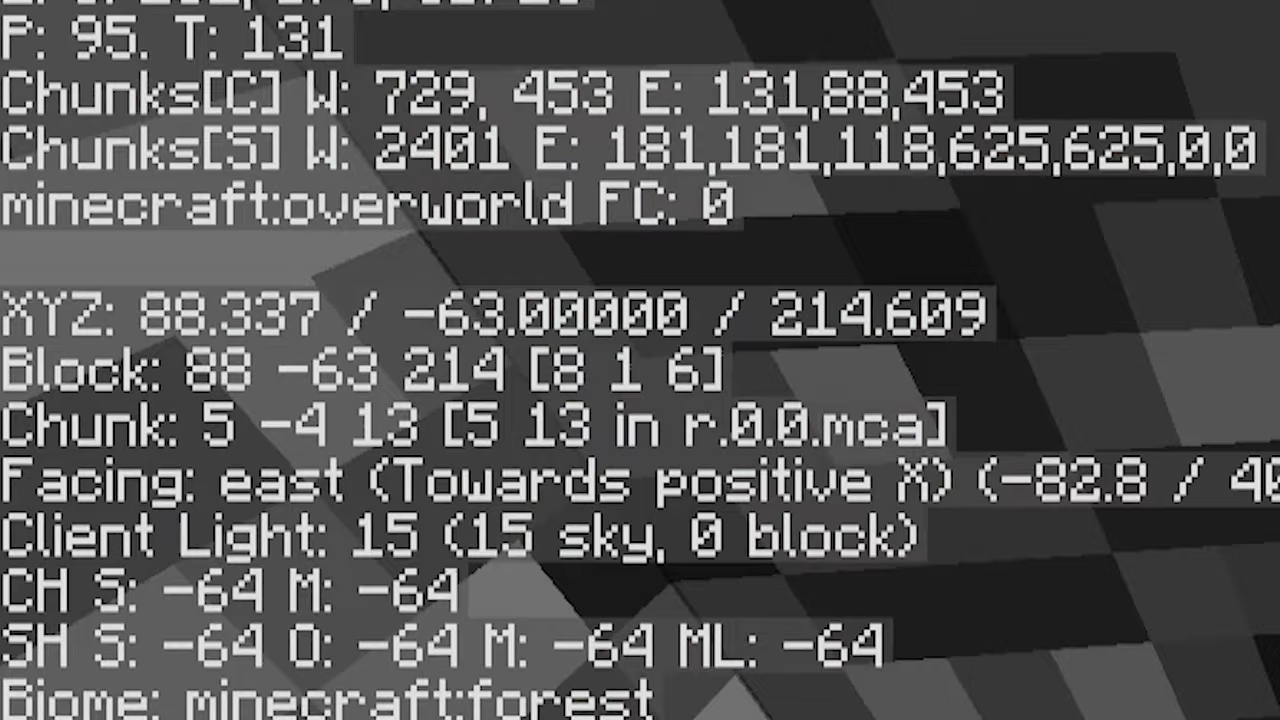 P: 95. T: 131
Chunks[C] W: 729, 453 E: 131,88,453
Chunks[S] W: 2401 E: 181,181,118,625,625,0,0
minecraft:overworld FC: 0
XYZ: 88.337 / -63.00000 / 214.609
Block: 88 -63 214 [8 1 6]
Chunk: 5 -4 13 [5 13 in r.0.0.mca]
Facing: east (Towards positive X) (-82.8 / 40
Client Light: 15 (15 sky, 0 block)
CH S: -64 M: -64
SH S: -64 O: -64 M: -64 ML: -64
Biome: minecraft:forest